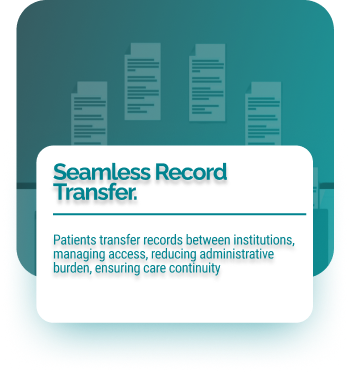 Seamless Record
Transfer.
Patients transfer records between institutions,
managing access, reducing administrative
burden, ensuring care continuity